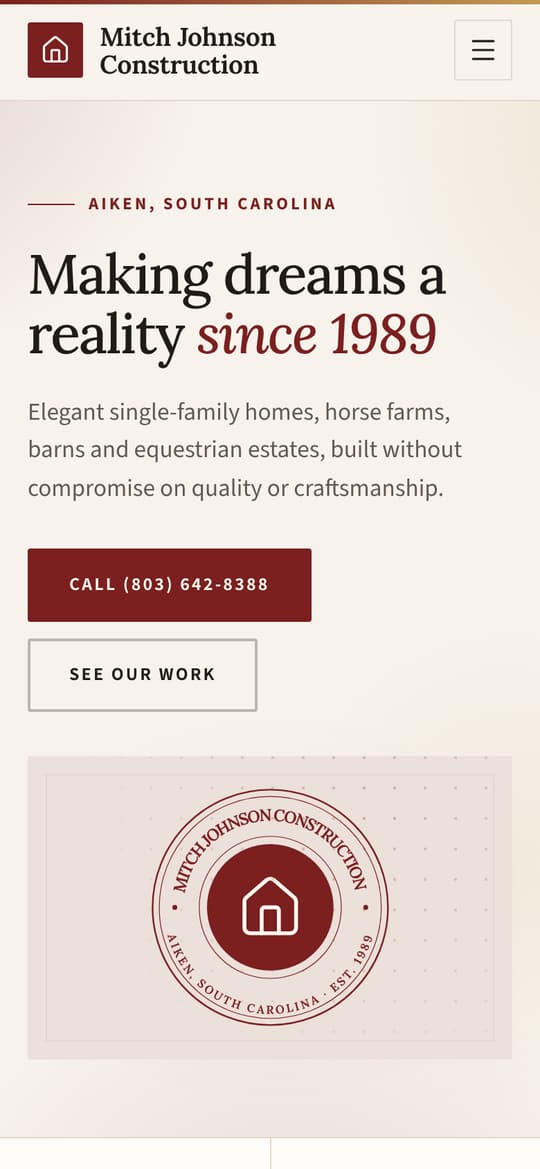 Mitch Johnson
Construction
AIKEN, SOUTH CAROLINA
Making dreams a
reality since 1989
Elegant single-family homes, horse farms,
barns and equestrian estates, built without
compromise on quality or craftsmanship.
CALL (803) 642-8388
SEE OUR WORK
MITCH JOHNSON CONSTRUCTION
AIKEN, SOUTH CAROLINA · EST. 1989